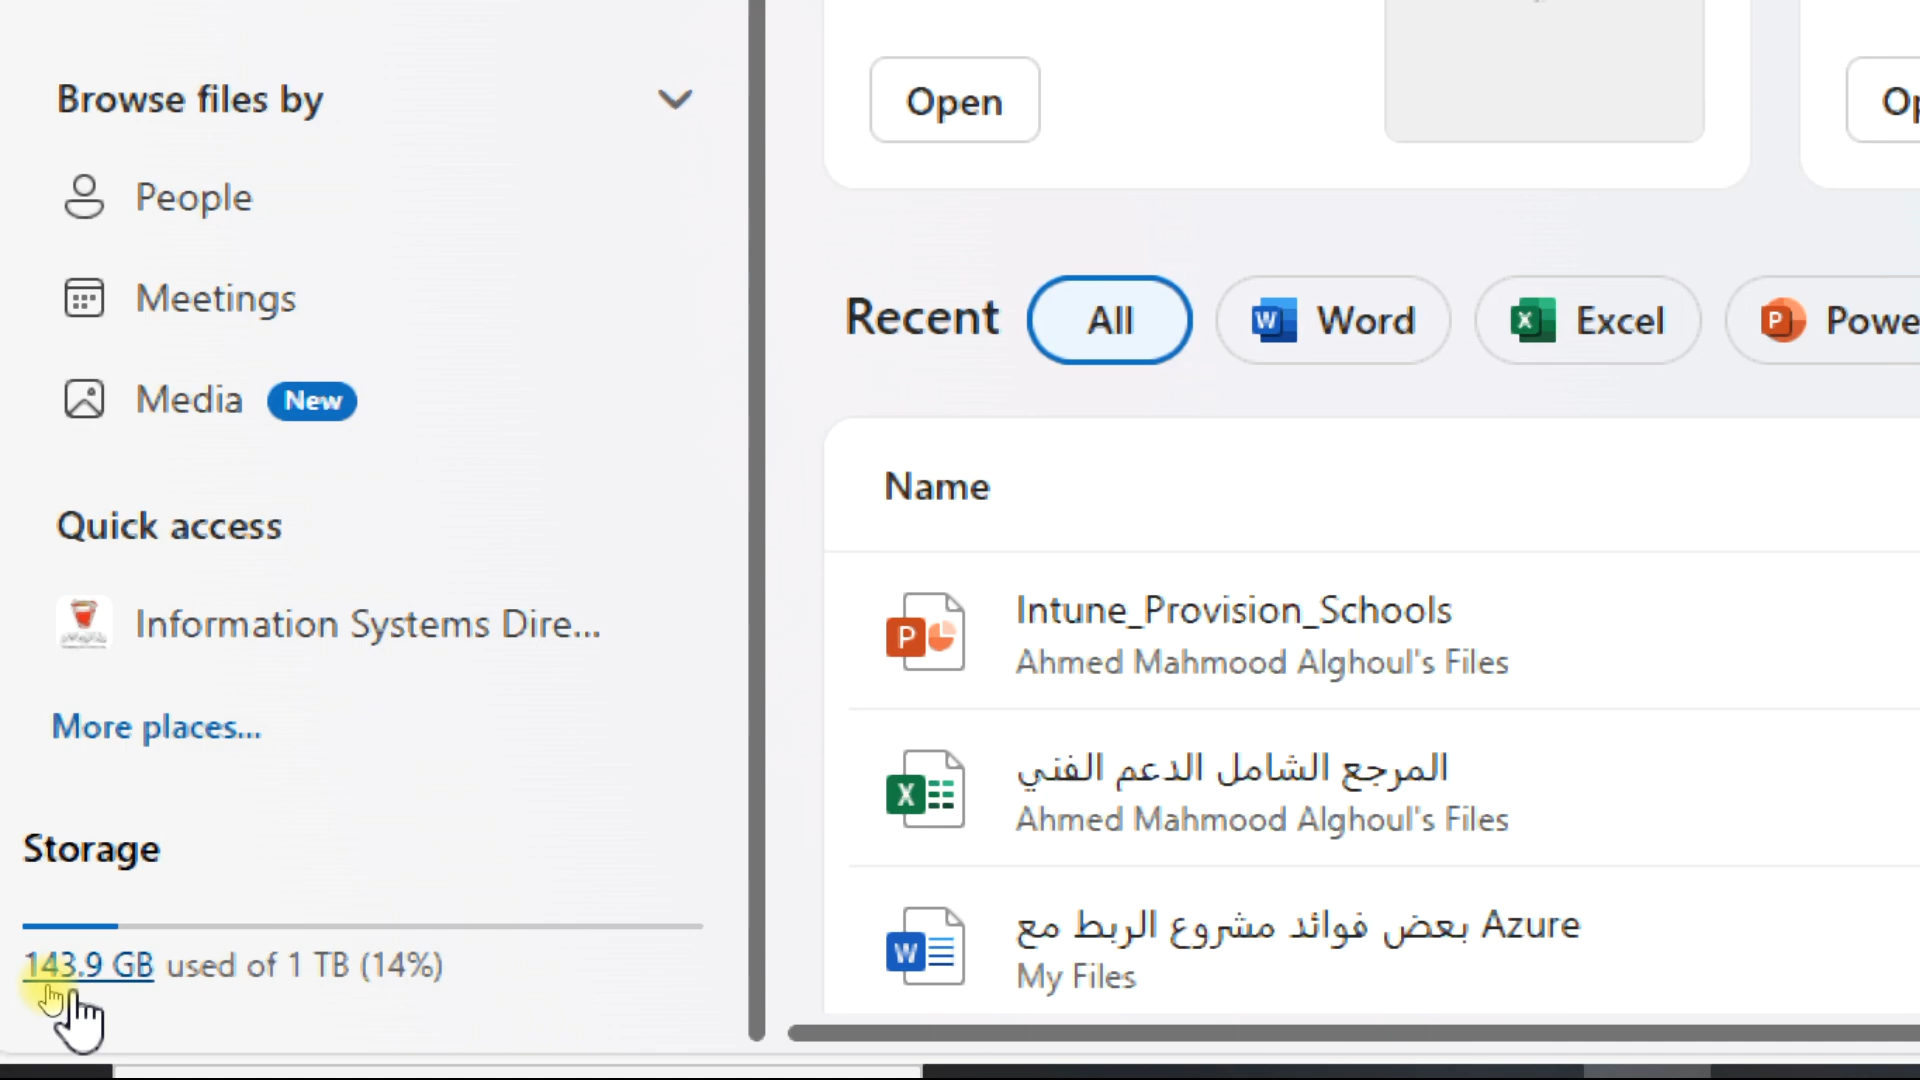 Browse files by
People
Meetings
Media New
Quick access
Information Systems Dire...
More places...
Storage
143.9 GB used of 1 TB (14%)
Open
Op
Recent All Word Excel Powe
Name
Intune_Provision_Schools
Ahmed Mahmood Alghoul's Files
المرجع الشامل الدعم الفني
Ahmed Mahmood Alghoul's Files
بعض فوائد مشروع الربط مع Azure
My Files